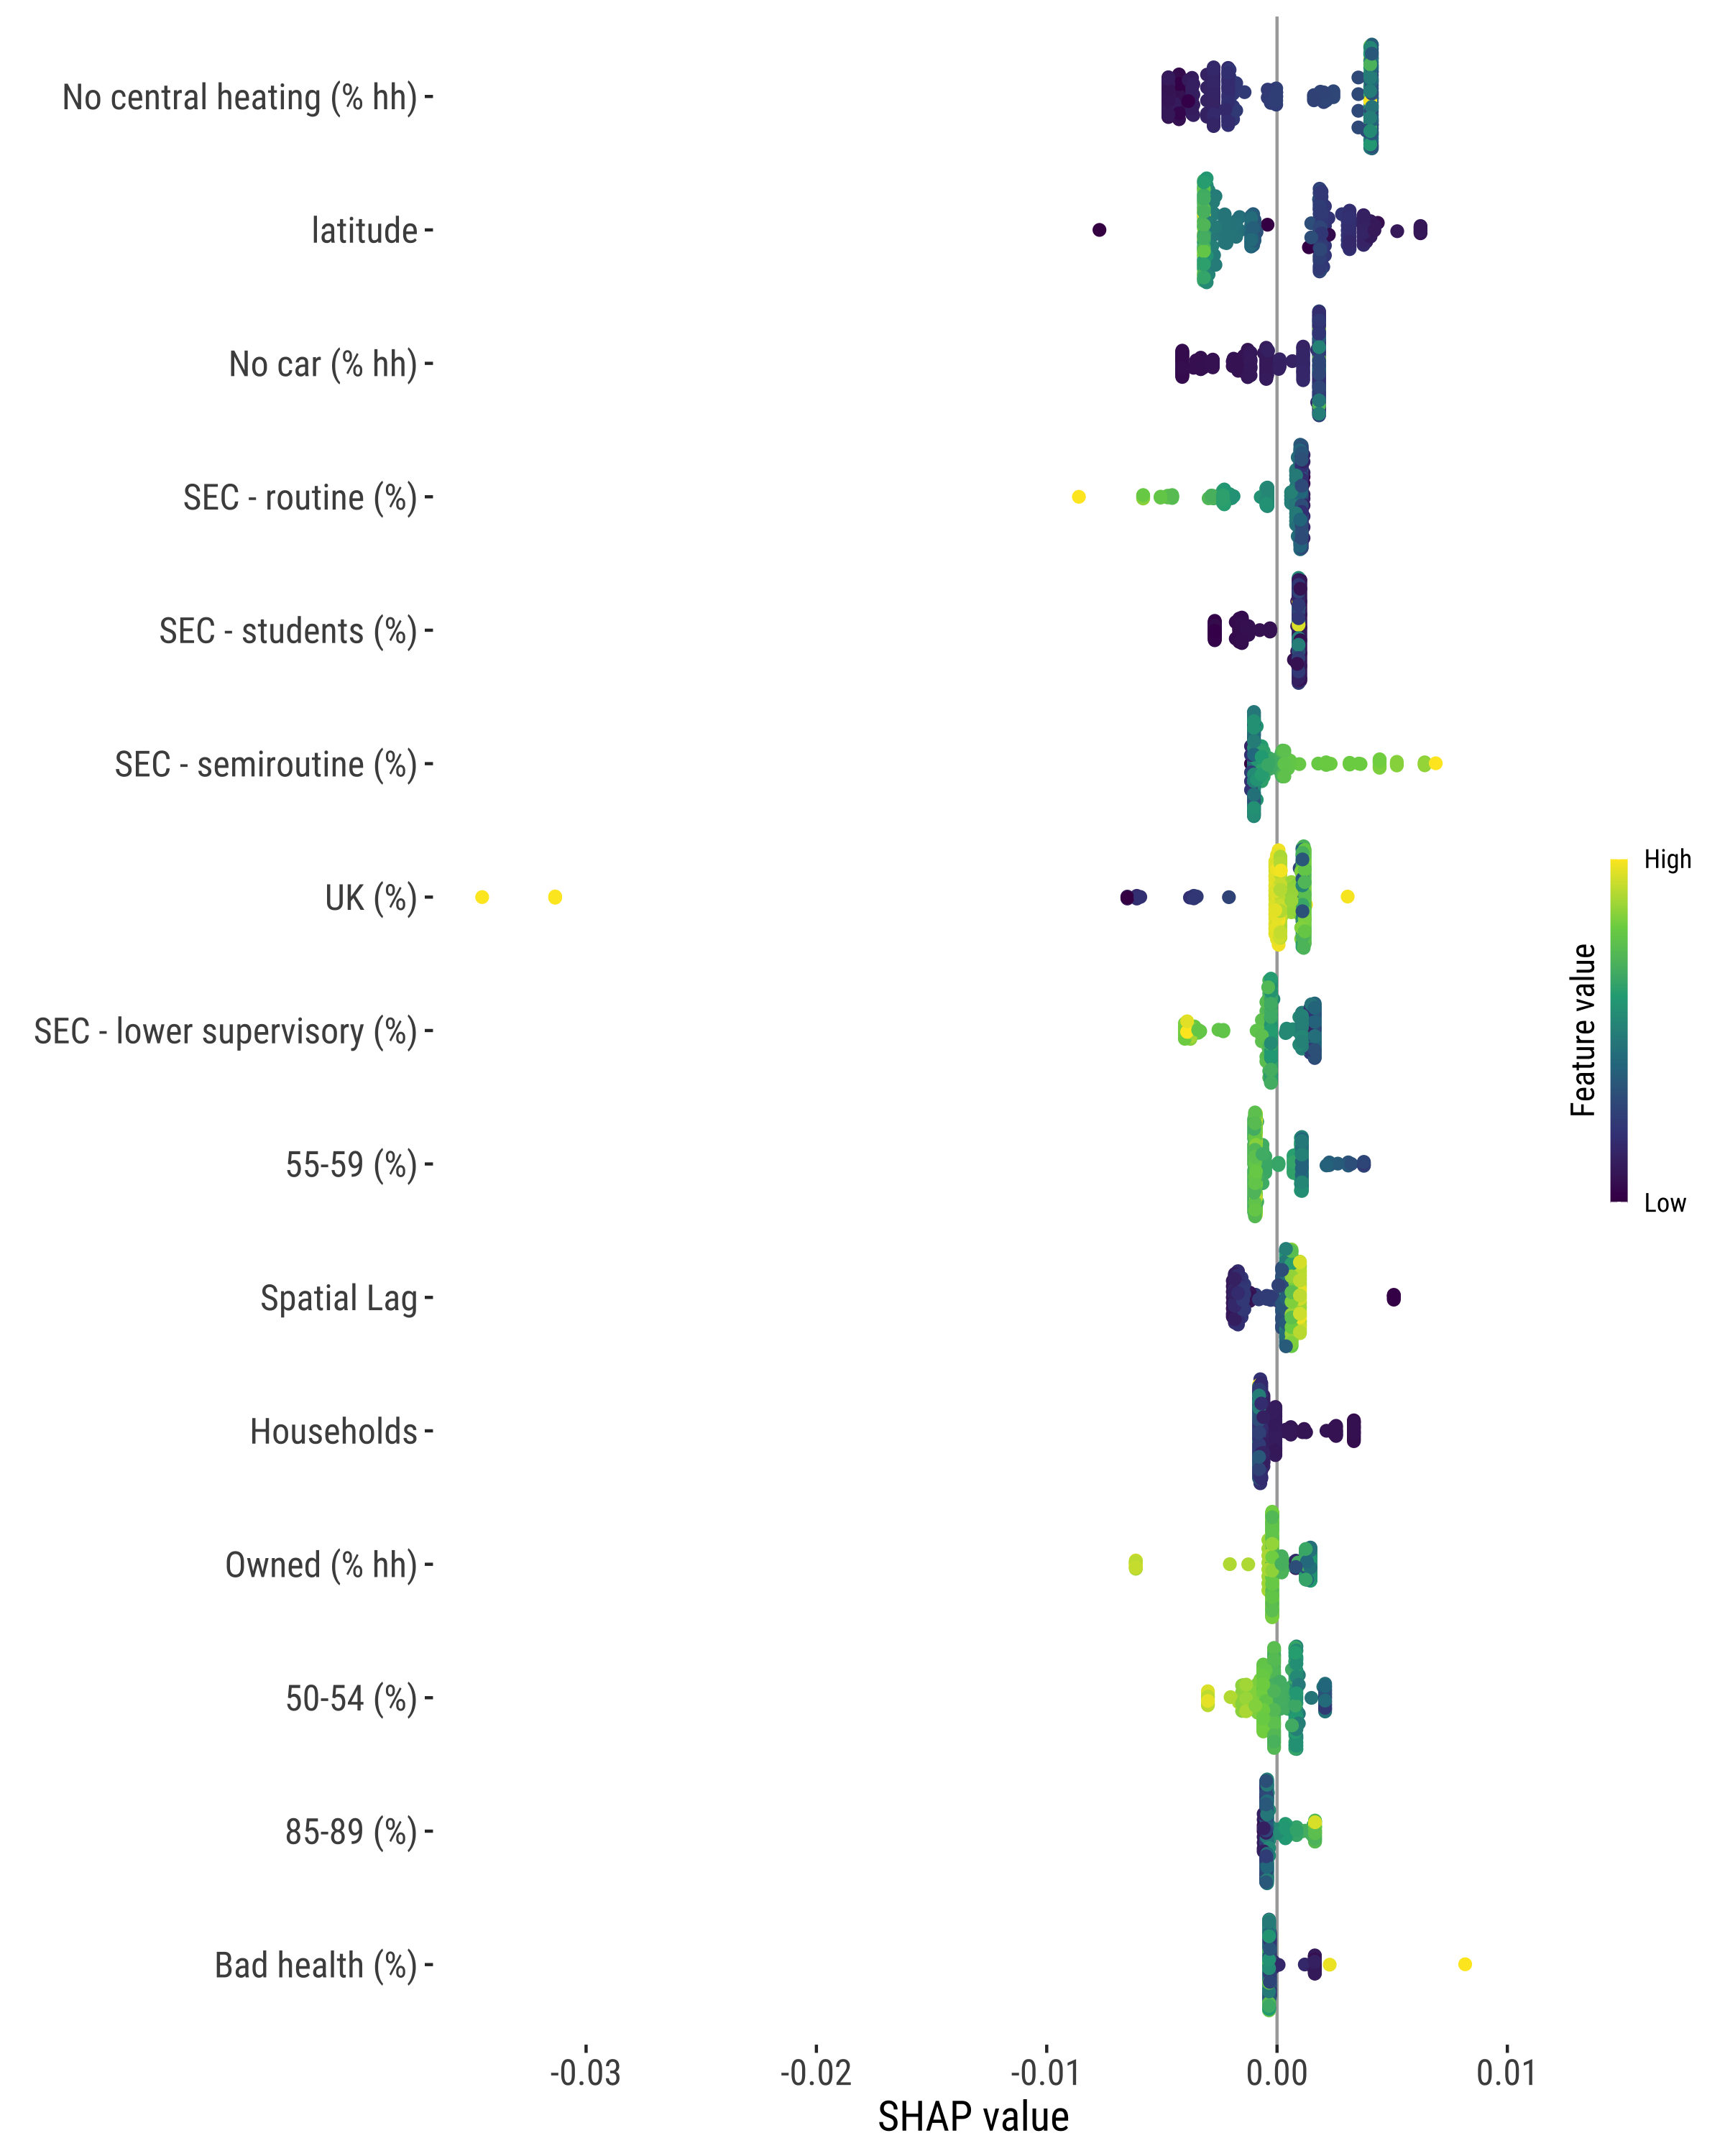 No central heating (% hh)
latitude
No car (% hh)
SEC - routine (%)
SEC - students (%)
SEC - semiroutine (%)
UK (%)
SEC - lower supervisory (%)
55-59 (%)
Spatial Lag
Households
Owned (% hh)
50-54 (%)
85-89 (%)
Bad health (%)
-0.03
-0.02
-0.01
0.00
0.01
SHAP value
High
Feature value
Low